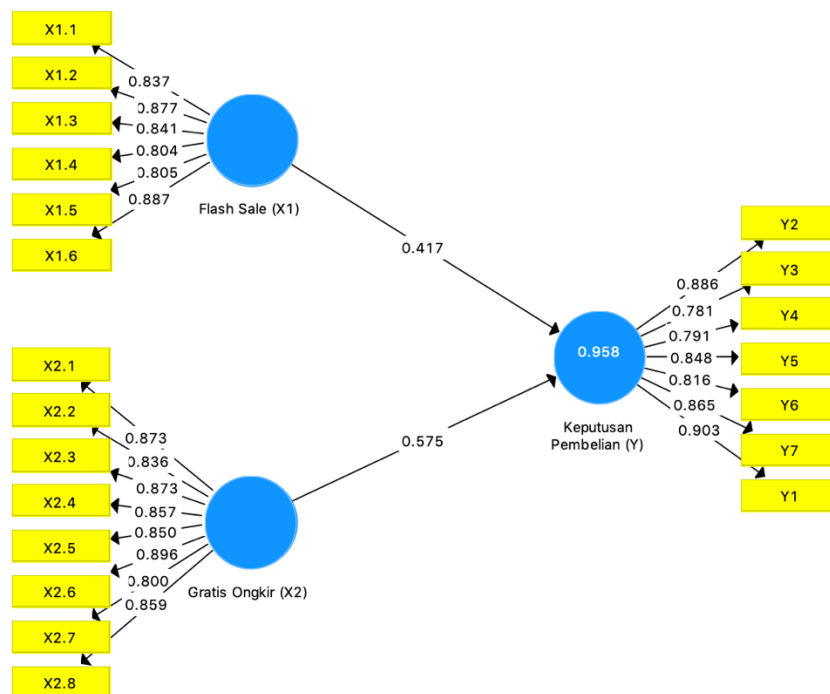 X1.1
X1.2
X1.3
X1.4
X1.5
X1.6
0.837
0.877
0.841
0.804
0.805
0.887
Flash Sale (X1)
0.417
X2.1
X2.2
X2.3
X2.4
X2.5
X2.6
X2.7
X2.8
0.873
0.836
0.873
0.857
0.850
0.896
0.800
0.859
Gratis Ongkir (X2)
0.575
0.958
Keputusan
Pembelian (Y)
0.886
0.781
0.791
0.848
0.816
0.865
0.903
Y2
Y3
Y4
Y5
Y6
Y7
Y1